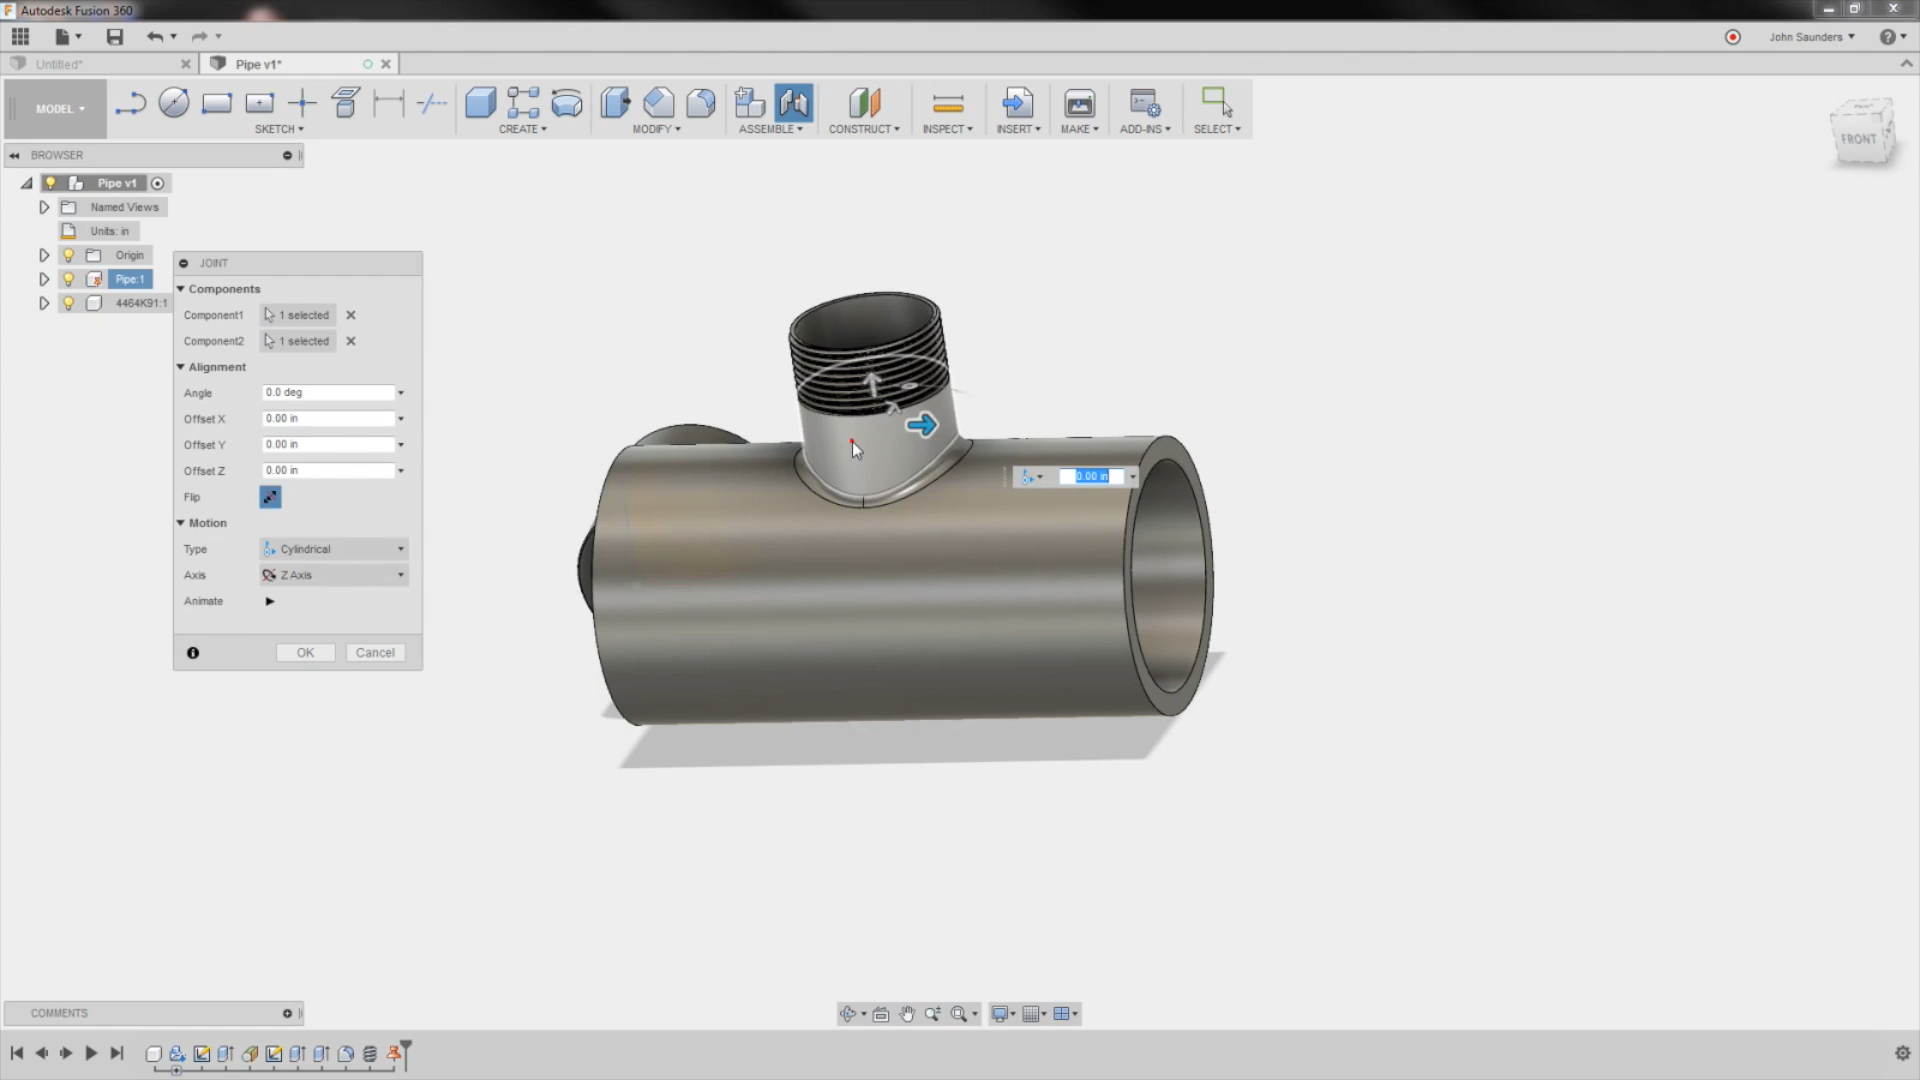 Autodesk Fusion 360
John Saunders
Untitled*
Pipe v1*
MODEL
SKETCH
CREATE
MODIFY
ASSEMBLE
CONSTRUCT
INSPECT
INSERT
MAKE
ADD-INS
SELECT
FRONT
BROWSER
Pipe v1
Named Views
Units: in
Origin
Pipe:1
4464K91:1
JOINT
Components
Component1 1 selected
Component2 1 selected
Alignment
Angle 0.0 deg
Offset X 0.00 in
Offset Y 0.00 in
Offset Z 0.00 in
Flip
Motion
Type Cylindrical
Axis Z Axis
Animate
OK Cancel
0.00 in
COMMENTS